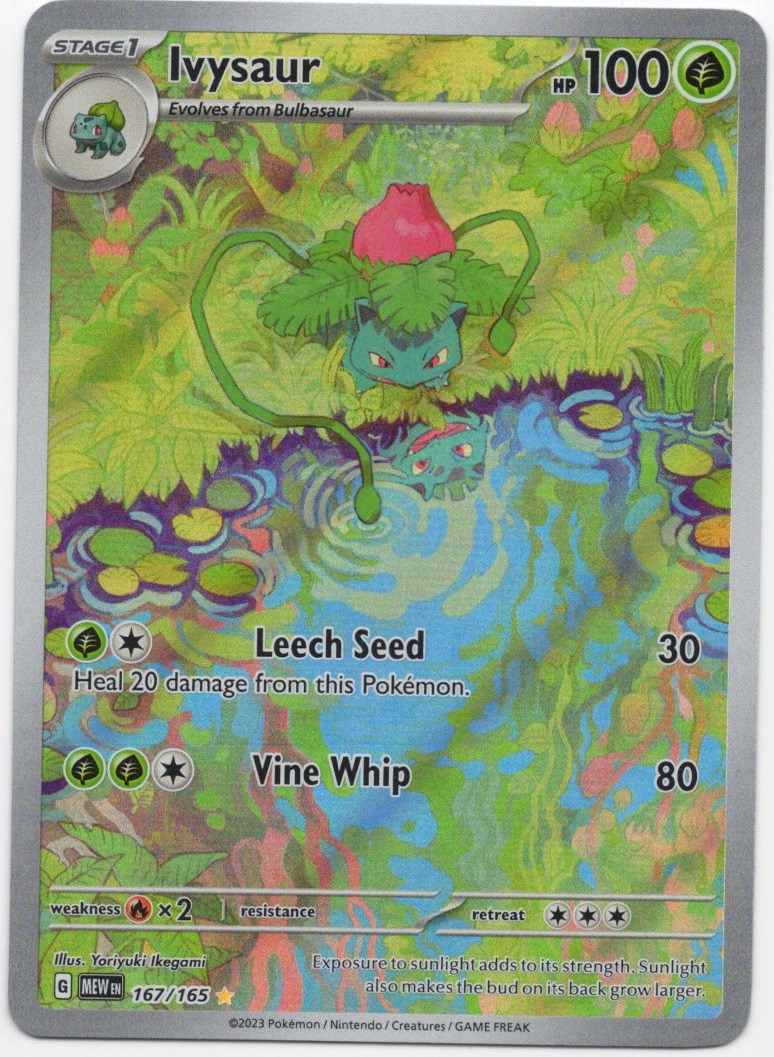 STAGE 1
Ivysaur
HP 100
Evolves from Bulbasaur
Leech Seed 30
Heal 20 damage from this Pokémon.
Vine Whip 80
weakness ×2 resistance retreat
Illus. Yoriyuki Ikegami
G MEW EN 167/165
Exposure to sunlight adds to its strength. Sunlight
also makes the bud on its back grow larger.
©2023 Pokémon / Nintendo / Creatures / GAME FREAK